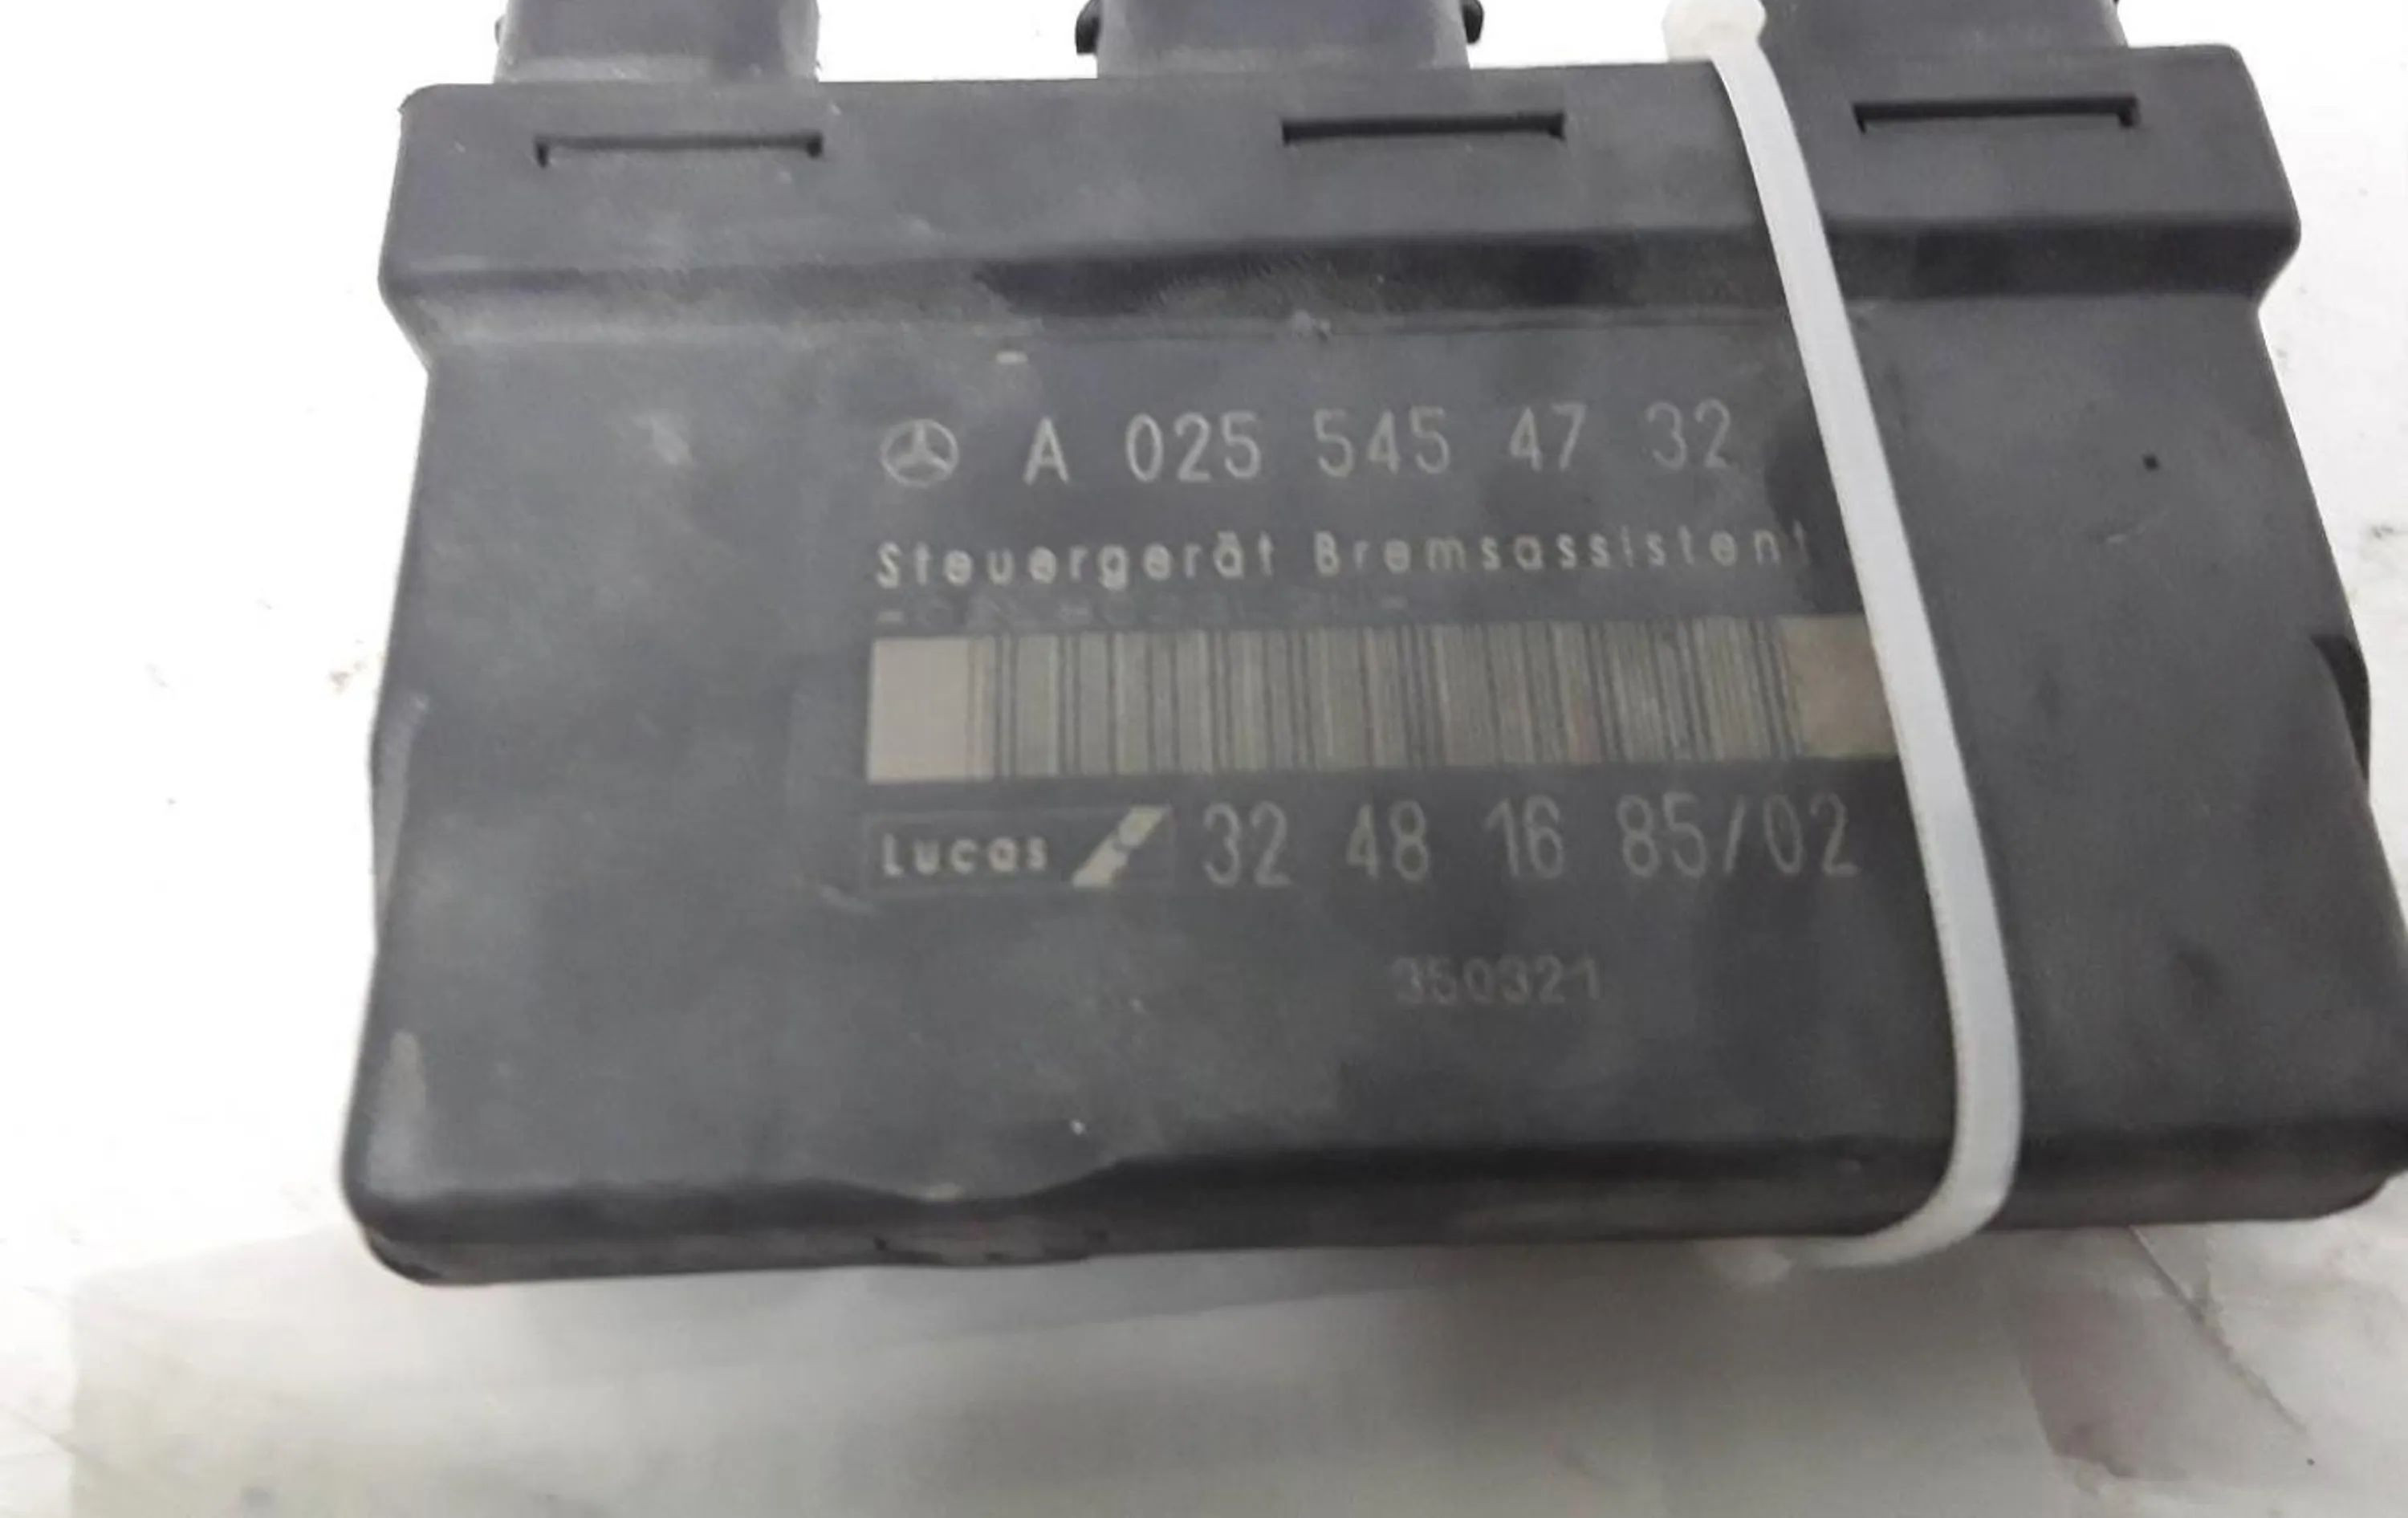 A 025 545 47 32
Steuergerät Bremsassistent
Lucas 32 48 16 85/02
350321